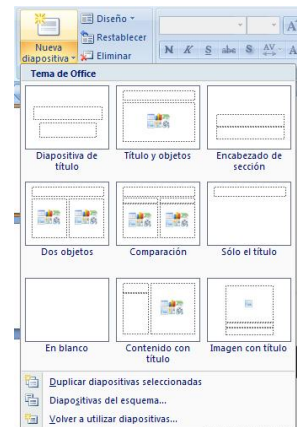 Nueva
diapositiva
Diseño
Restablecer
Eliminar
N K S abc S AV
Tema de Office
Diapositiva de
título
Título y objetos
Encabezado de
sección
Dos objetos
Comparación
Sólo el título
En blanco
Contenido con
título
Imagen con título
Duplicar diapositivas seleccionadas
Diapositivas del esquema...
Volver a utilizar diapositivas...